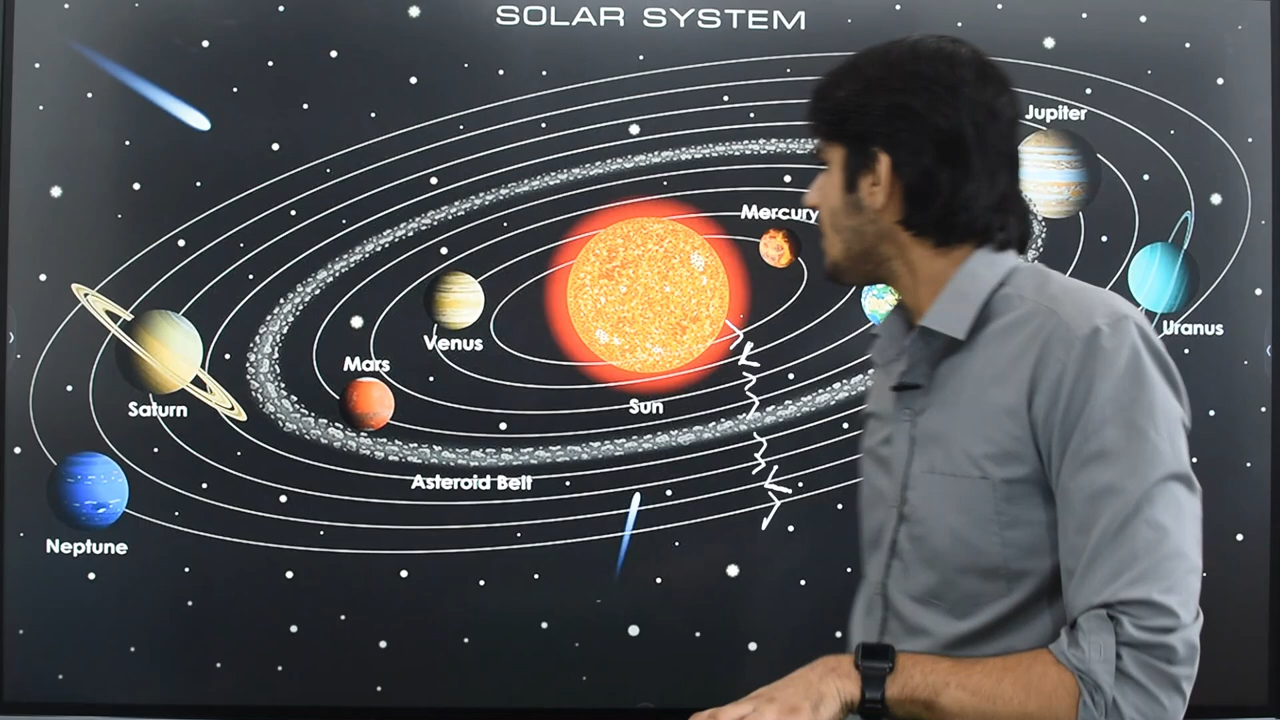 SOLAR SYSTEM
Jupiter
Mercury
Uranus
Venus
Mars
Sun
Saturn
Asteroid Belt
Neptune